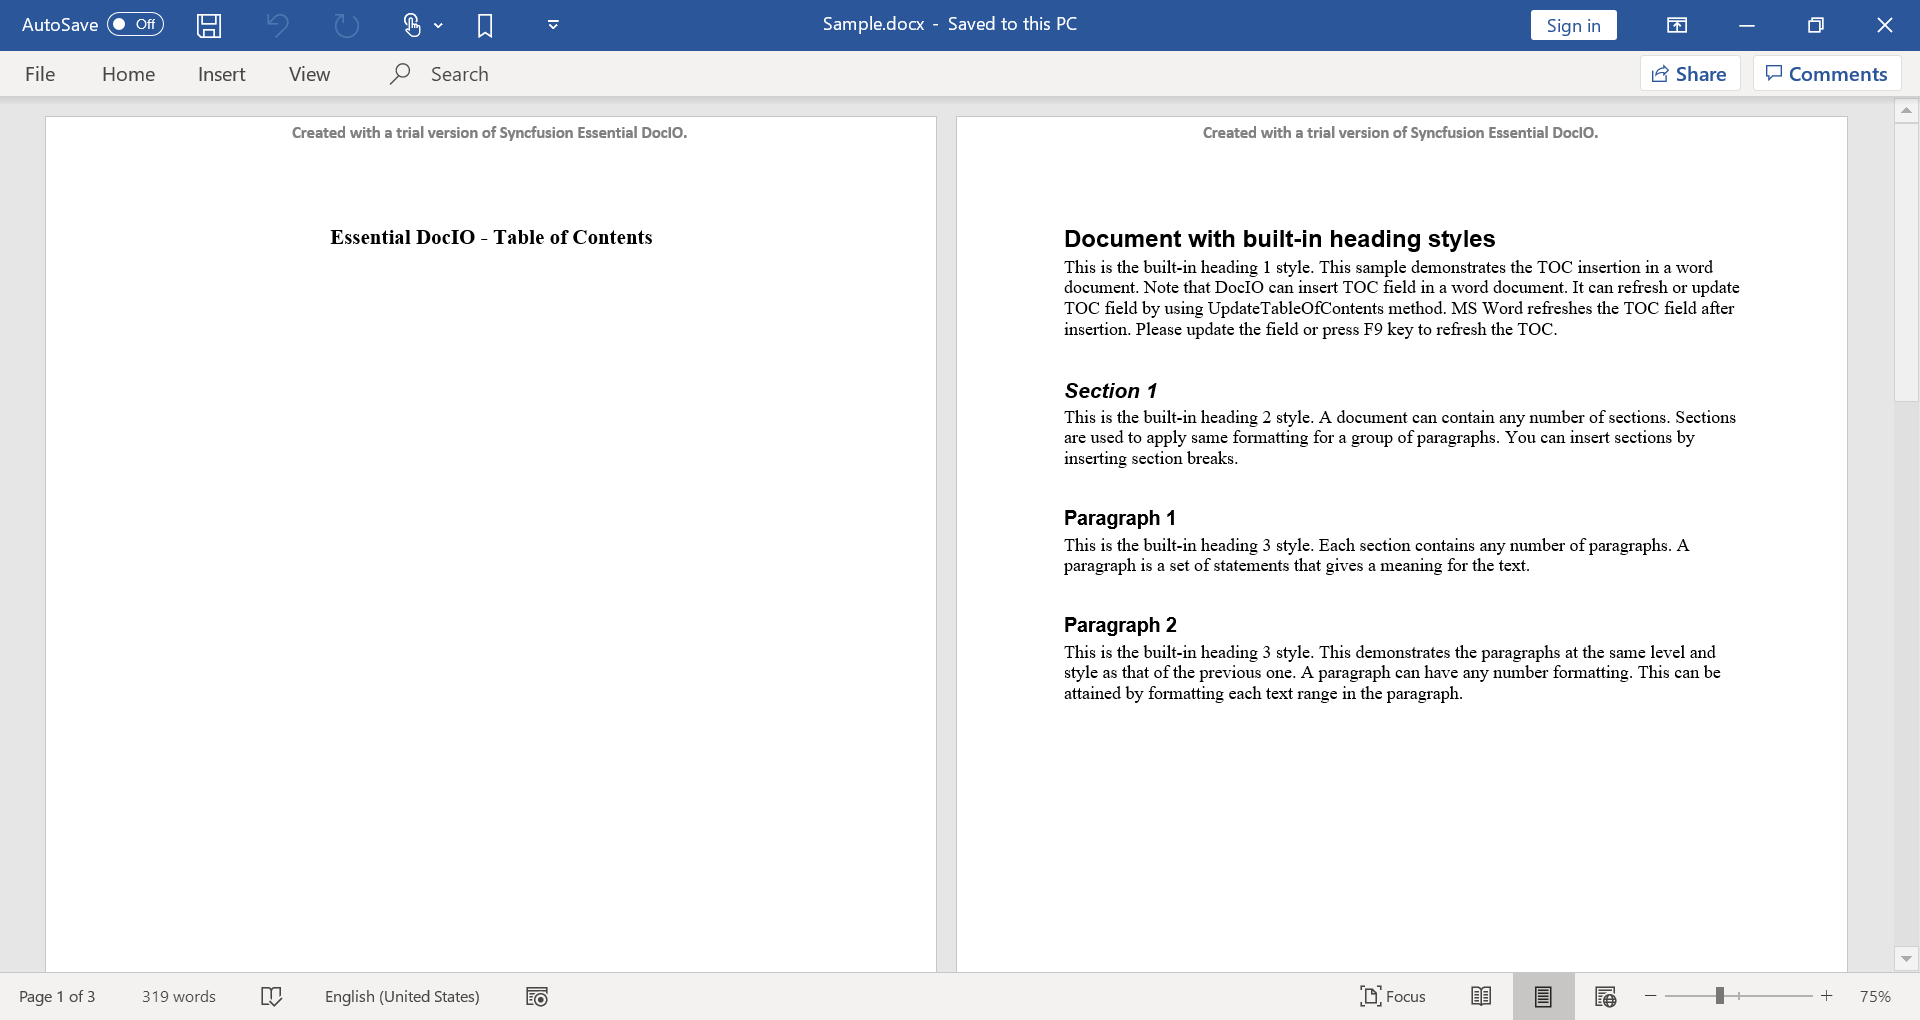 AutoSave Off Sample.docx - Saved to this PC Sign in
File Home Insert View Search Share Comments
Created with a trial version of Syncfusion Essential DocIO.
Essential DocIO - Table of Contents
Created with a trial version of Syncfusion Essential DocIO.
Document with built-in heading styles
This is the built-in heading 1 style. This sample demonstrates the TOC insertion in a word
document. Note that DocIO can insert TOC field in a word document. It can refresh or update
TOC field by using UpdateTableOfContents method. MS Word refreshes the TOC field after
insertion. Please update the field or press F9 key to refresh the TOC.
Section 1
This is the built-in heading 2 style. A document can contain any number of sections. Sections
are used to apply same formatting for a group of paragraphs. You can insert sections by
inserting section breaks.
Paragraph 1
This is the built-in heading 3 style. Each section contains any number of paragraphs. A
paragraph is a set of statements that gives a meaning for the text.
Paragraph 2
This is the built-in heading 3 style. This demonstrates the paragraphs at the same level and
style as that of the previous one. A paragraph can have any number formatting. This can be
attained by formatting each text range in the paragraph.
Page 1 of 3 319 words English (United States) Focus 75%